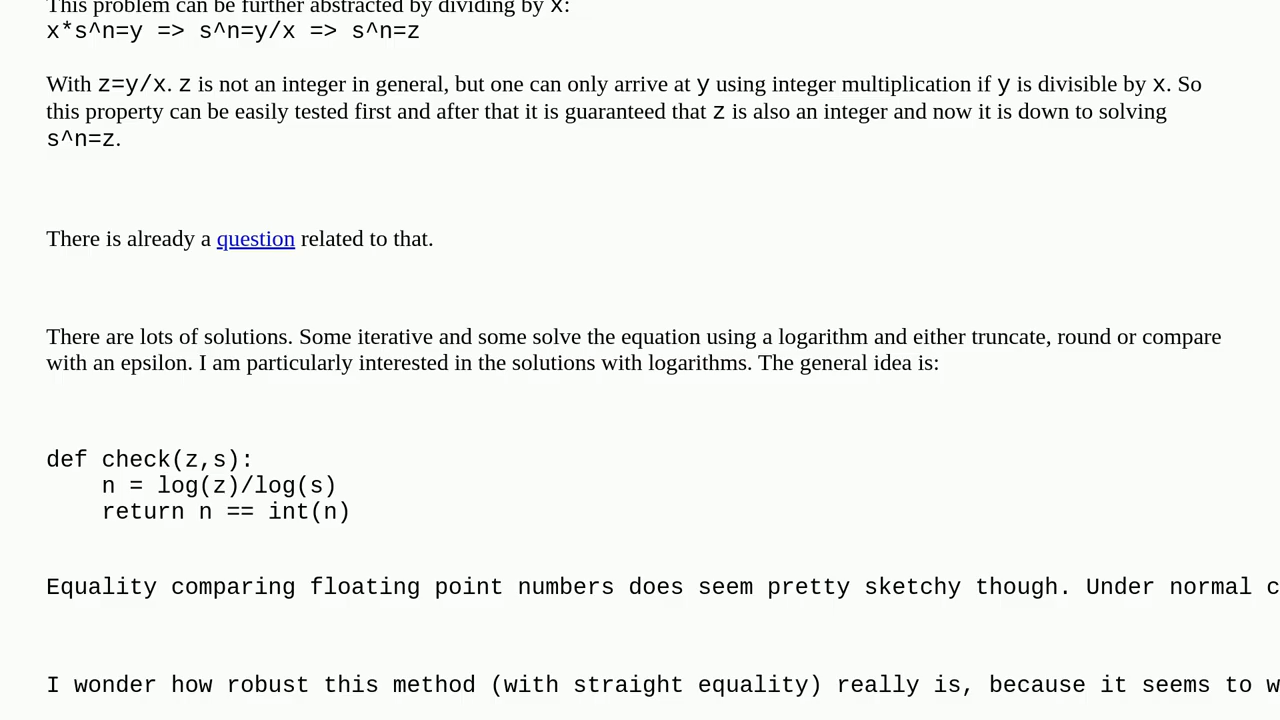 This problem can be further abstracted by dividing by x:
x*s^n=y => s^n=y/x => s^n=z
With z=y/x. z is not an integer in general, but one can only arrive at y using integer multiplication if y is divisible by x. So
this property can be easily tested first and after that it is guaranteed that z is also an integer and now it is down to solving
s^n=z.
There is already a question related to that.
There are lots of solutions. Some iterative and some solve the equation using a logarithm and either truncate, round or compare
with an epsilon. I am particularly interested in the solutions with logarithms. The general idea is:
def check(z,s):
    n = log(z)/log(s)
    return n == int(n)
Equality comparing floating point numbers does seem pretty sketchy though. Under normal c
I wonder how robust this method (with straight equality) really is, because it seems to w